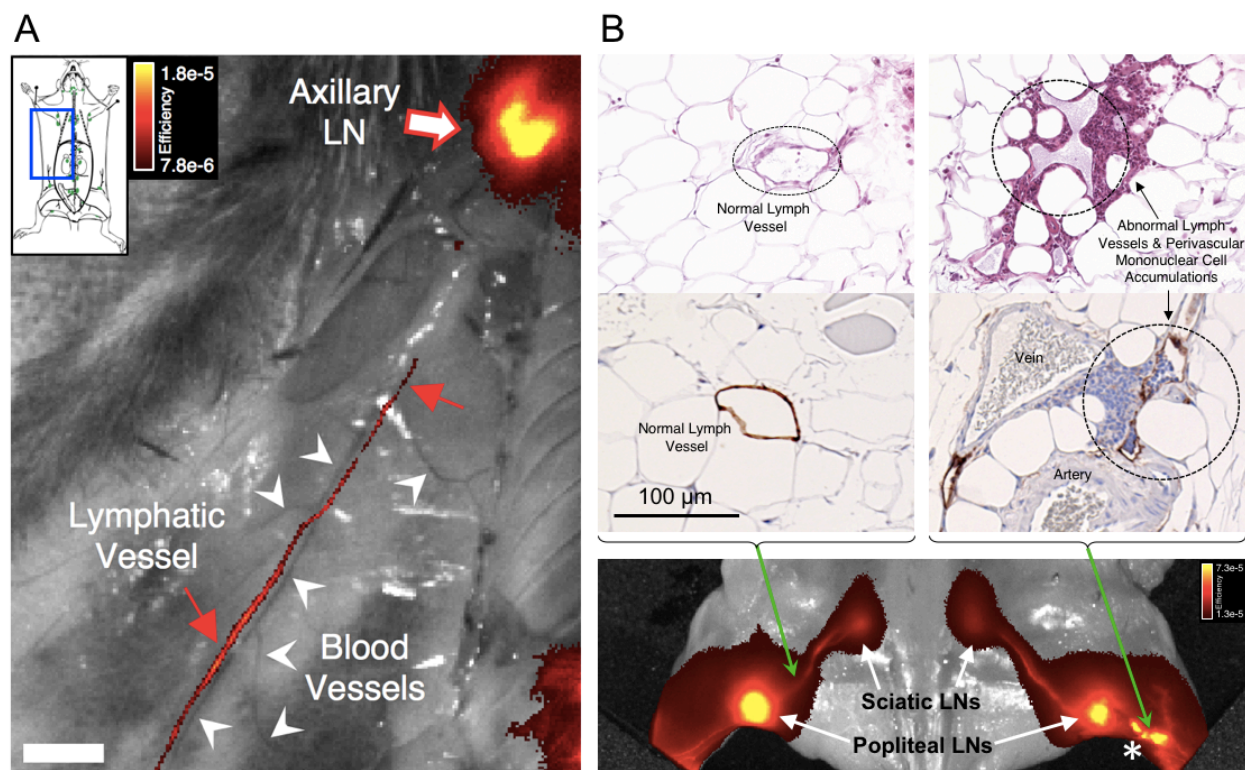 A
1.8e-5
Efficiency
7.8e-6
Axillary
LN
Lymphatic
Vessel
Blood
Vessels
B
Normal Lymph
Vessel
Abnormal Lymph
Vessels & Perivascular
Mononuclear Cell
Accumulations
Normal Lymph
Vessel
100 µm
Vein
Artery
7.3e-5
Efficiency
1.3e-5
Sciatic LNs
Popliteal LNs
*